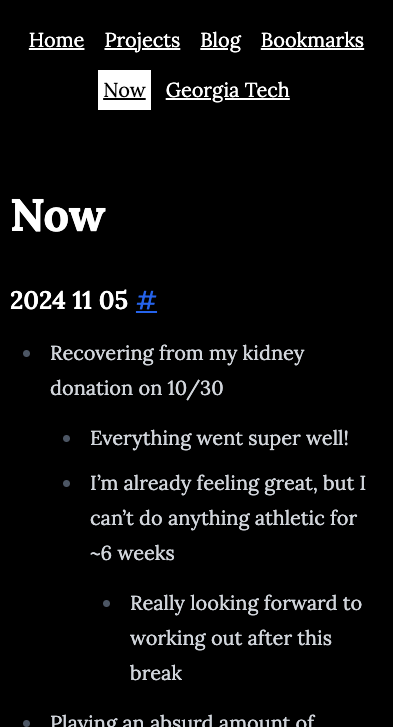 Home Projects Blog Bookmarks
Now Georgia Tech
Now
2024 11 05 #
Recovering from my kidney
donation on 10/30
Everything went super well!
I’m already feeling great, but I
can’t do anything athletic for
~6 weeks
Really looking forward to
working out after this
break
Playing an absurd amount of